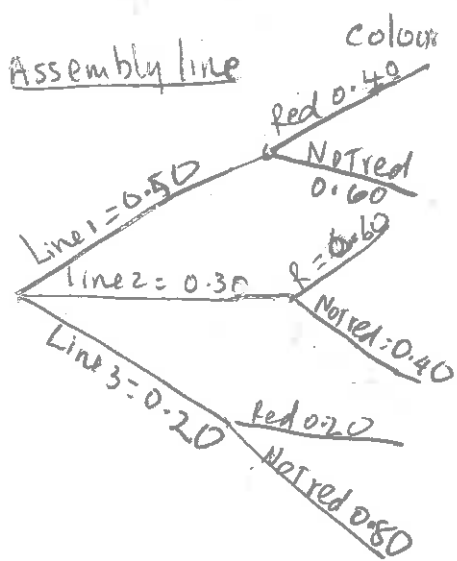 Colour
Assembly line
Red 0.40
Not red
0.60
Line 1 = 0.50
R = 0.60
Line 2 = 0.30
Not red = 0.40
Line 3 = 0.20
Red 0.20
Not red 0.80